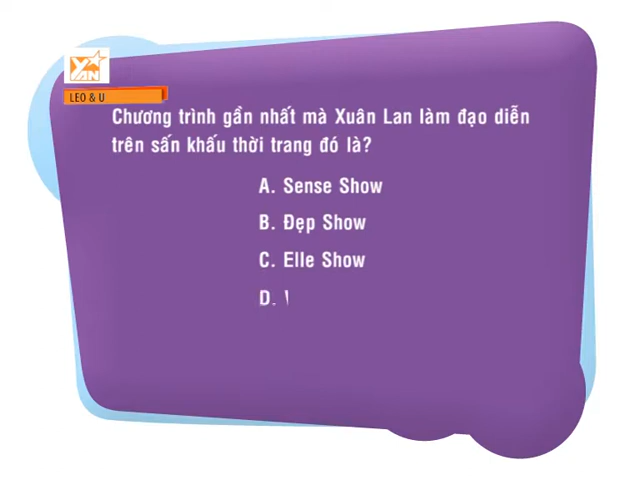 YAN
LEO & U
Chương trình gần nhất mà Xuân Lan làm đạo diễn
trên sấn khấu thời trang đó là?
A. Sense Show
B. Đẹp Show
C. Elle Show
D.